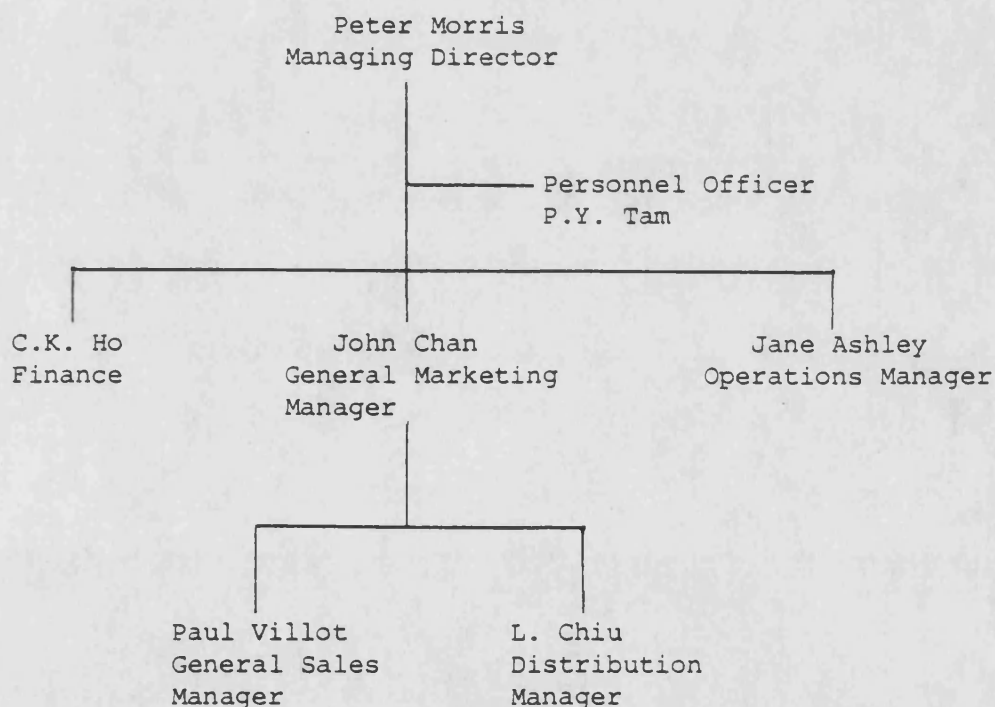 Peter Morris
Managing Director
Personnel Officer
P.Y. Tam
C.K. Ho
Finance
John Chan
General Marketing
Manager
Jane Ashley
Operations Manager
Paul Villot
General Sales
Manager
L. Chiu
Distribution
Manager